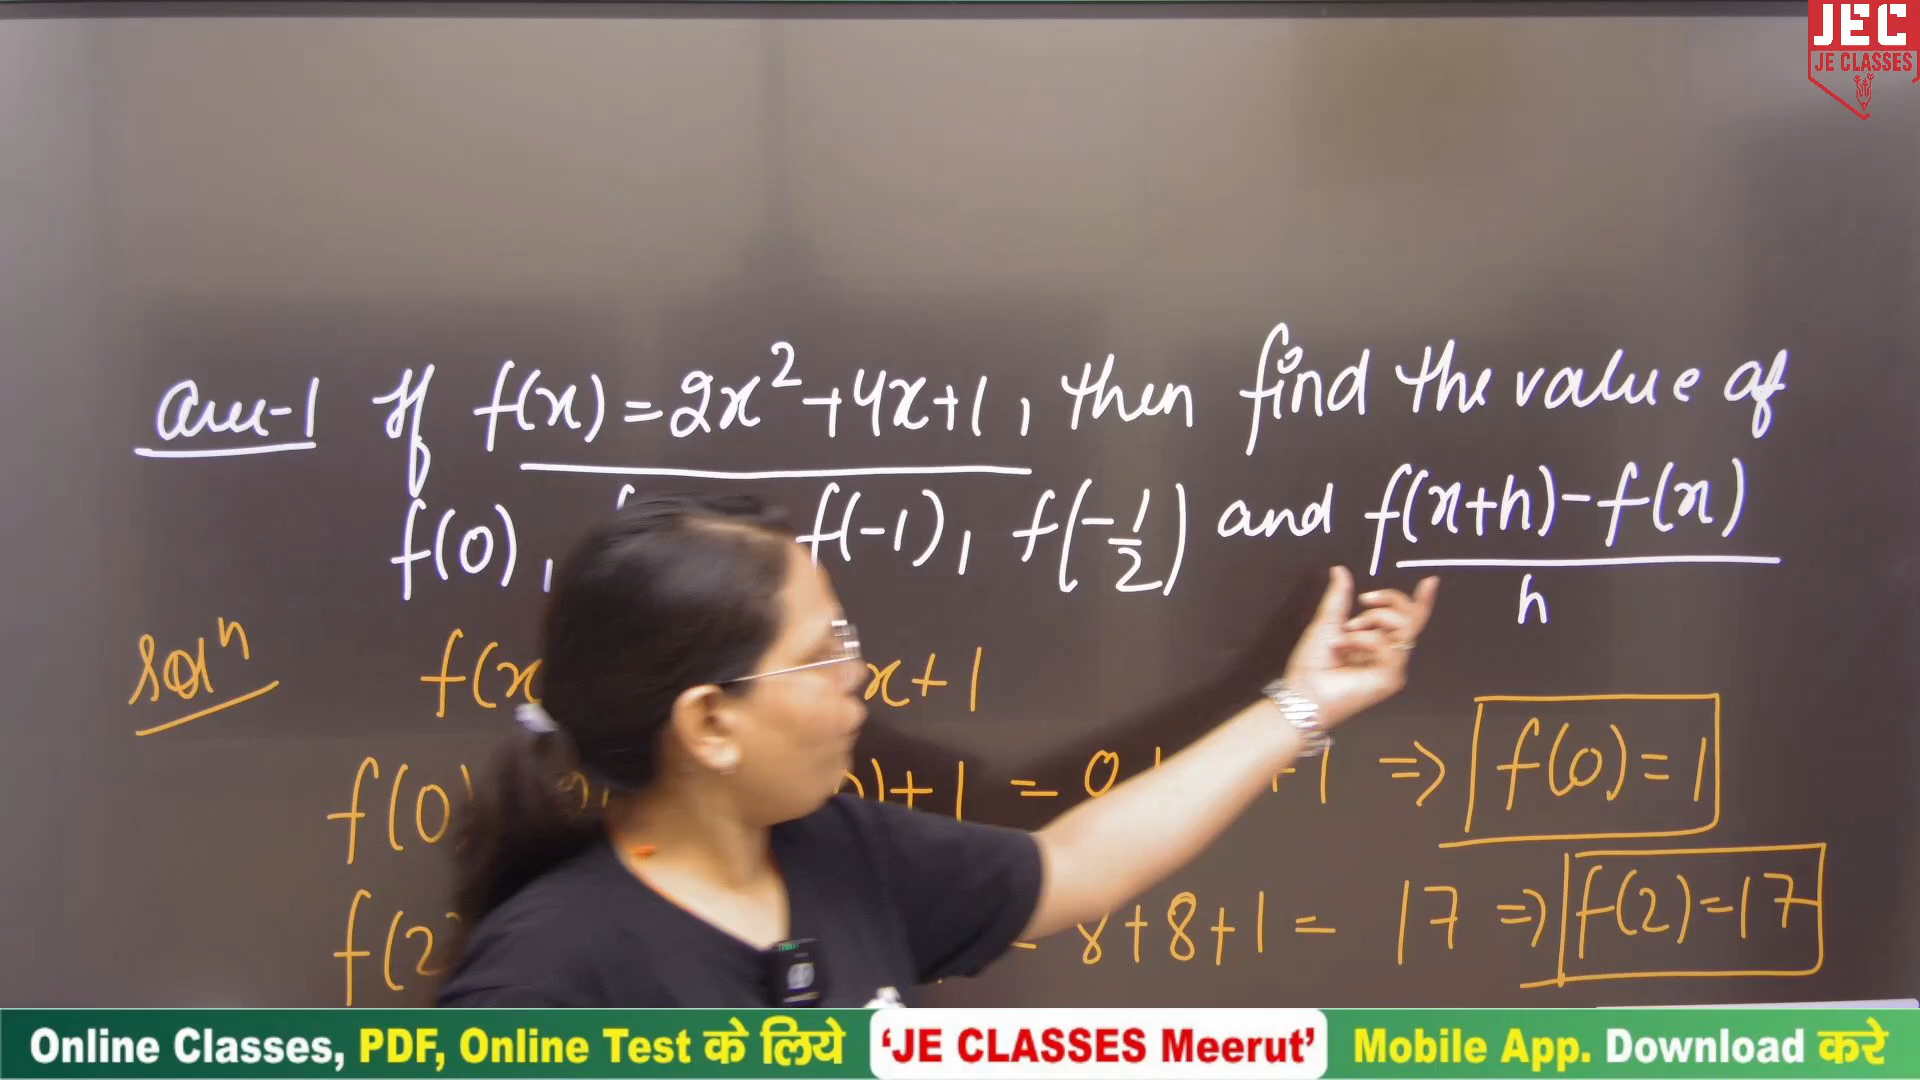 JEC
JE CLASSES
Que-1 If f(x) = 2x² + 4x + 1, then find the value of
f(0), f(-1), f(-1/2) and f(x+h) - f(x)
h
Solⁿ f(x x + 1
f(0) + 1 = 0 + 1 => f(0) = 1
f(2 = 8 + 8 + 1 = 17 => f(2) = 17
Online Classes, PDF, Online Test के लिये 'JE CLASSES Meerut' Mobile App. Download करे